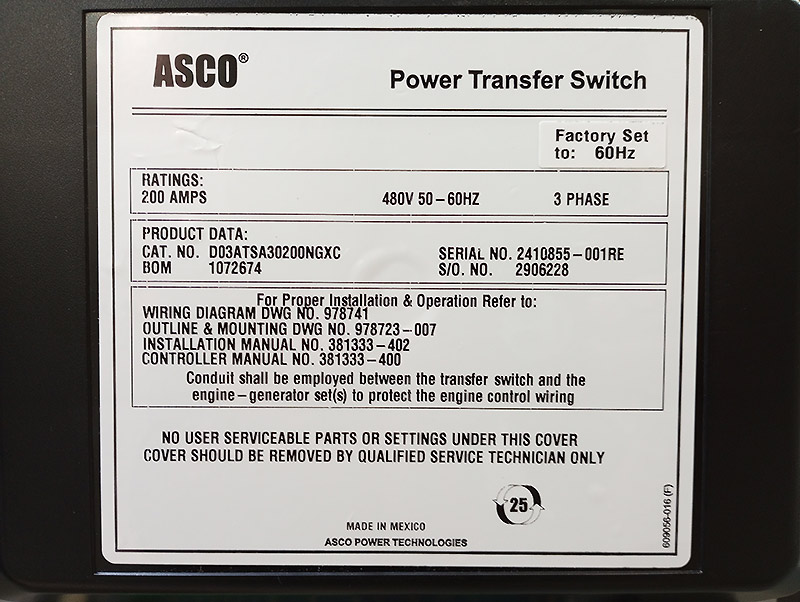 ASCO®
Power Transfer Switch
Factory Set
to: 60Hz
RATINGS:
200 AMPS 480V 50-60HZ 3 PHASE
PRODUCT DATA:
CAT. NO. D03ATSA30200NGXC SERIAL NO. 2410855-001RE
BOM 1072674 S/O. NO. 2906228
For Proper Installation & Operation Refer to:
WIRING DIAGRAM DWG NO. 978741
OUTLINE & MOUNTING DWG NO. 978723-007
INSTALLATION MANUAL NO. 381333-402
CONTROLLER MANUAL NO. 381333-400
Conduit shall be employed between the transfer switch and the
engine-generator set(s) to protect the engine control wiring
NO USER SERVICEABLE PARTS OR SETTINGS UNDER THIS COVER
COVER SHOULD BE REMOVED BY QUALIFIED SERVICE TECHNICIAN ONLY
25
MADE IN MEXICO
ASCO POWER TECHNOLOGIES
609056-016 (F)